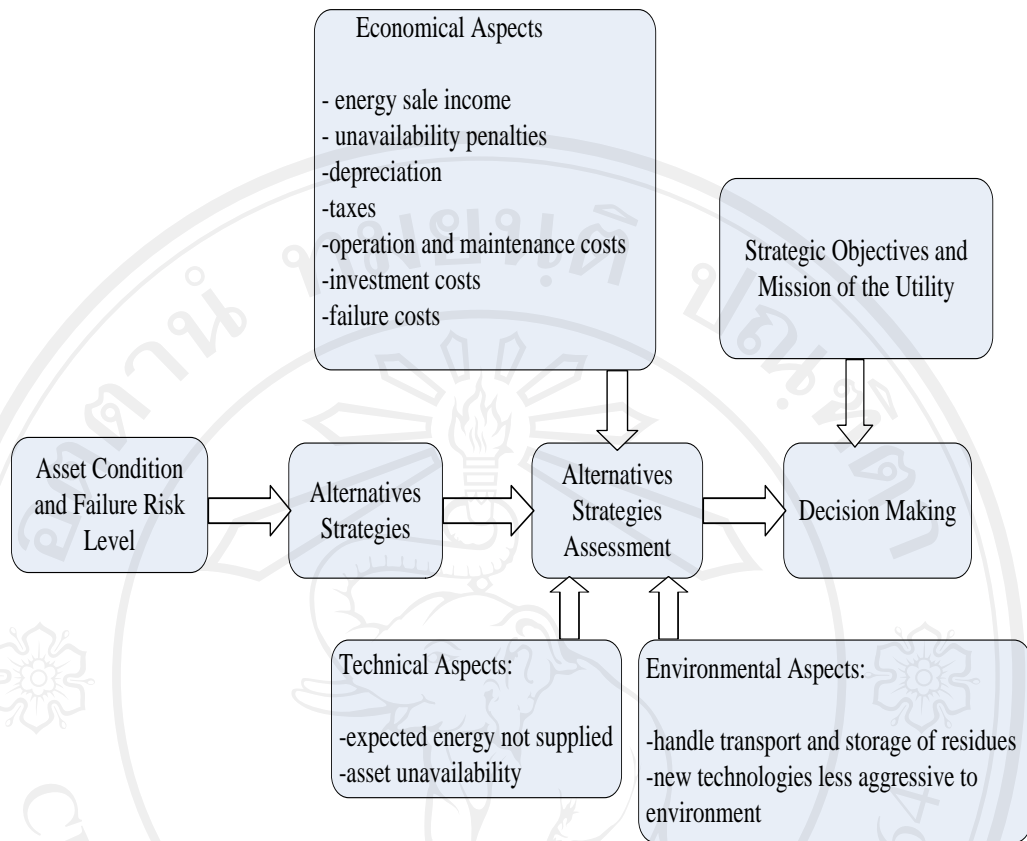 Economical Aspects
- energy sale income
- unavailability penalties
-depreciation
-taxes
-operation and maintenance costs
-investment costs
-failure costs
Strategic Objectives and
Mission of the Utility
Asset Condition
and Failure Risk
Level
Alternatives
Strategies
Alternatives
Strategies
Assessment
Decision Making
Technical Aspects:
-expected energy not supplied
-asset unavailability
Environmental Aspects:
-handle transport and storage of residues
-new technologies less aggressive to
environment